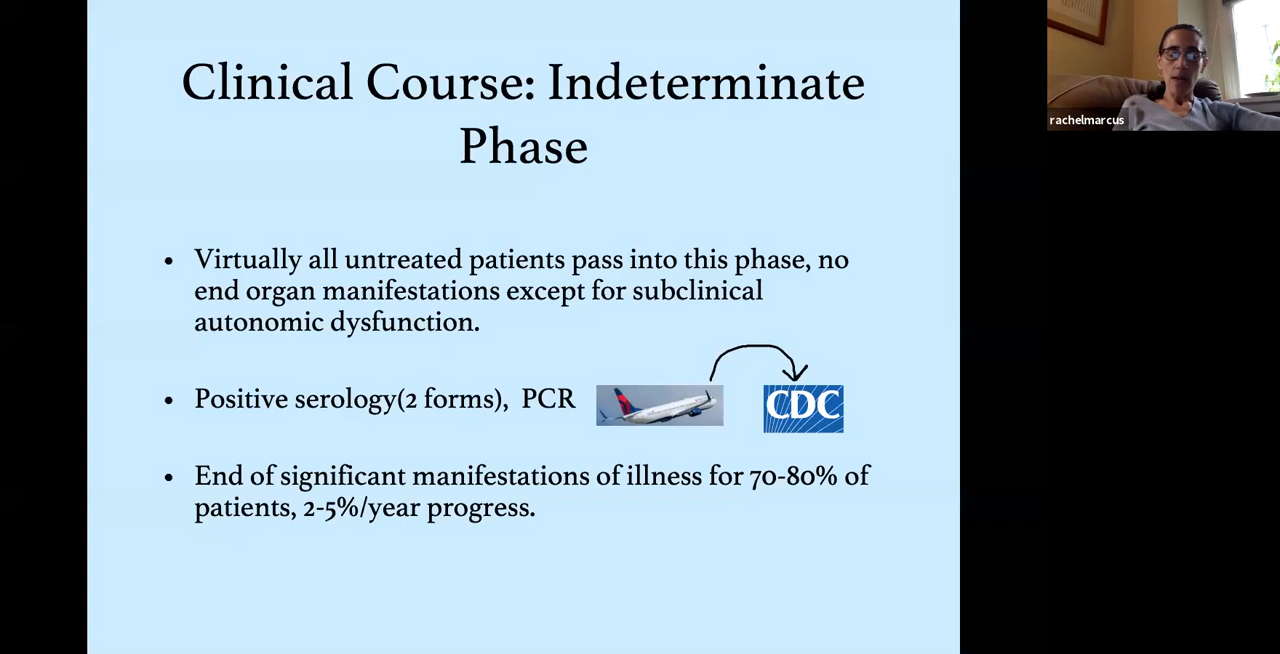 Clinical Course: Indeterminate
Phase
• Virtually all untreated patients pass into this phase, no
end organ manifestations except for subclinical
autonomic dysfunction.
• Positive serology(2 forms),  PCR
CDC
• End of significant manifestations of illness for 70-80% of
patients, 2-5%/year progress.
rachelmarcus